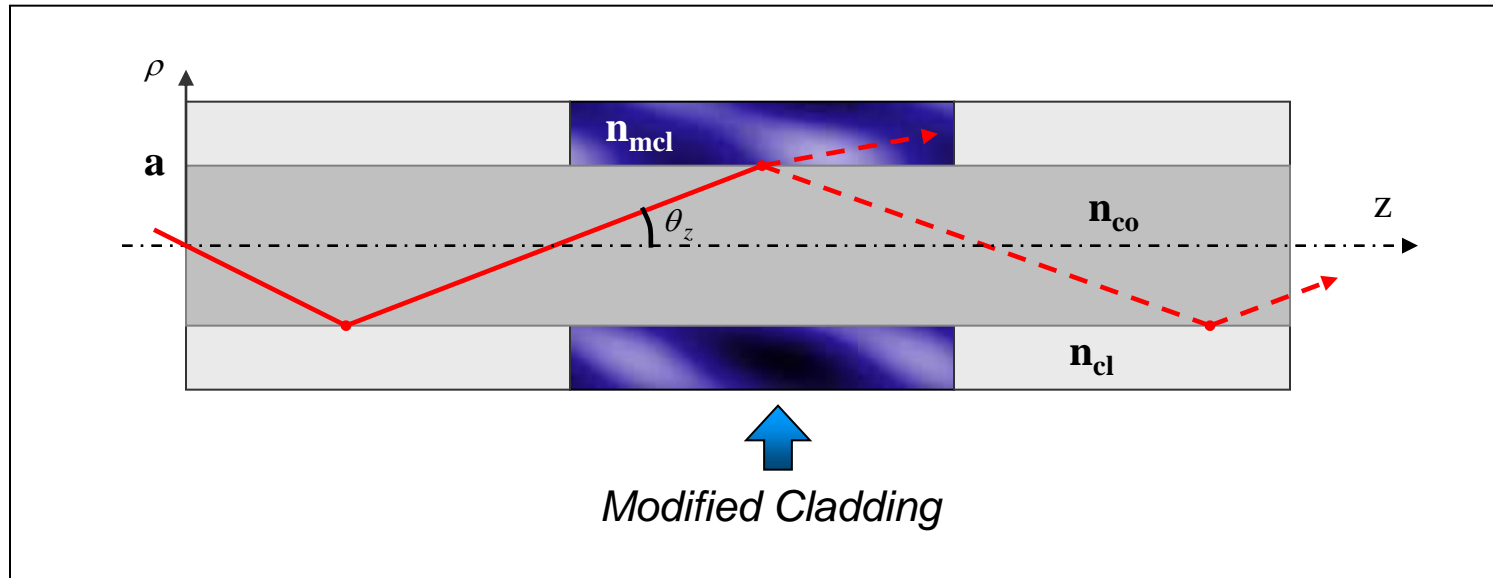 ρ
n_mcl
a
n_co
z
θ_z
n_cl
Modified Cladding